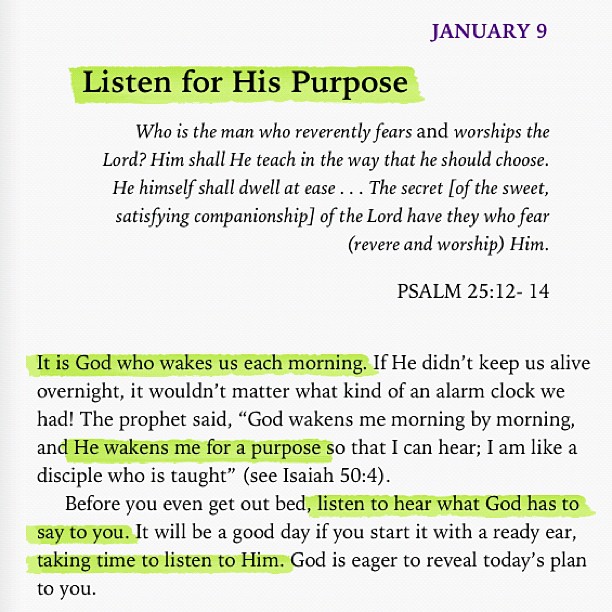 JANUARY 9
Listen for His Purpose
Who is the man who reverently fears and worships the
Lord? Him shall He teach in the way that he should choose.
He himself shall dwell at ease . . . The secret [of the sweet,
satisfying companionship] of the Lord have they who fear
(revere and worship) Him.
PSALM 25:12- 14
It is God who wakes us each morning. If He didn’t keep us alive
overnight, it wouldn’t matter what kind of an alarm clock we
had! The prophet said, “God wakens me morning by morning,
and He wakens me for a purpose so that I can hear; I am like a
disciple who is taught” (see Isaiah 50:4).
Before you even get out bed, listen to hear what God has to
say to you. It will be a good day if you start it with a ready ear,
taking time to listen to Him. God is eager to reveal today’s plan
to you.